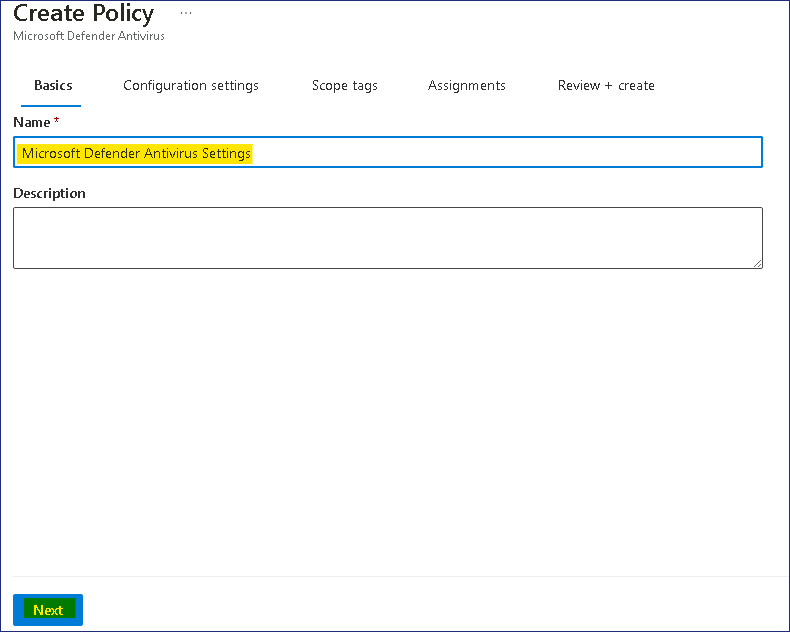 Create Policy ...
Microsoft Defender Antivirus
Basics Configuration settings Scope tags Assignments Review + create
Name *
Microsoft Defender Antivirus Settings
Description
Next